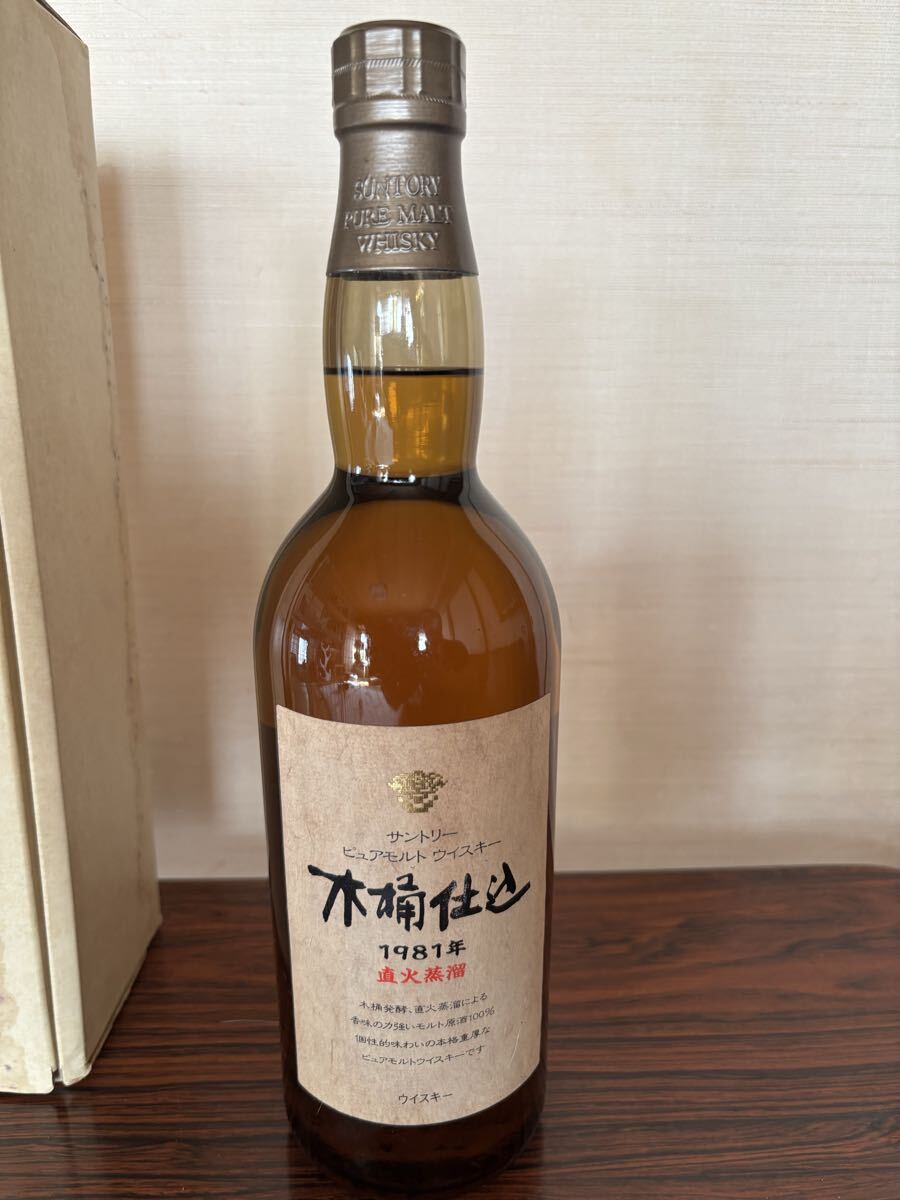 SUNTORY
PURE MALT
WHISKY
サントリー
ピュアモルト ウイスキー
木桶仕込
1981年
直火蒸溜
木桶発酵、直火蒸溜による
香味の力強いモルト原酒100%
個性的味わいの本格重厚な
ピュアモルトウイスキーです
ウイスキー